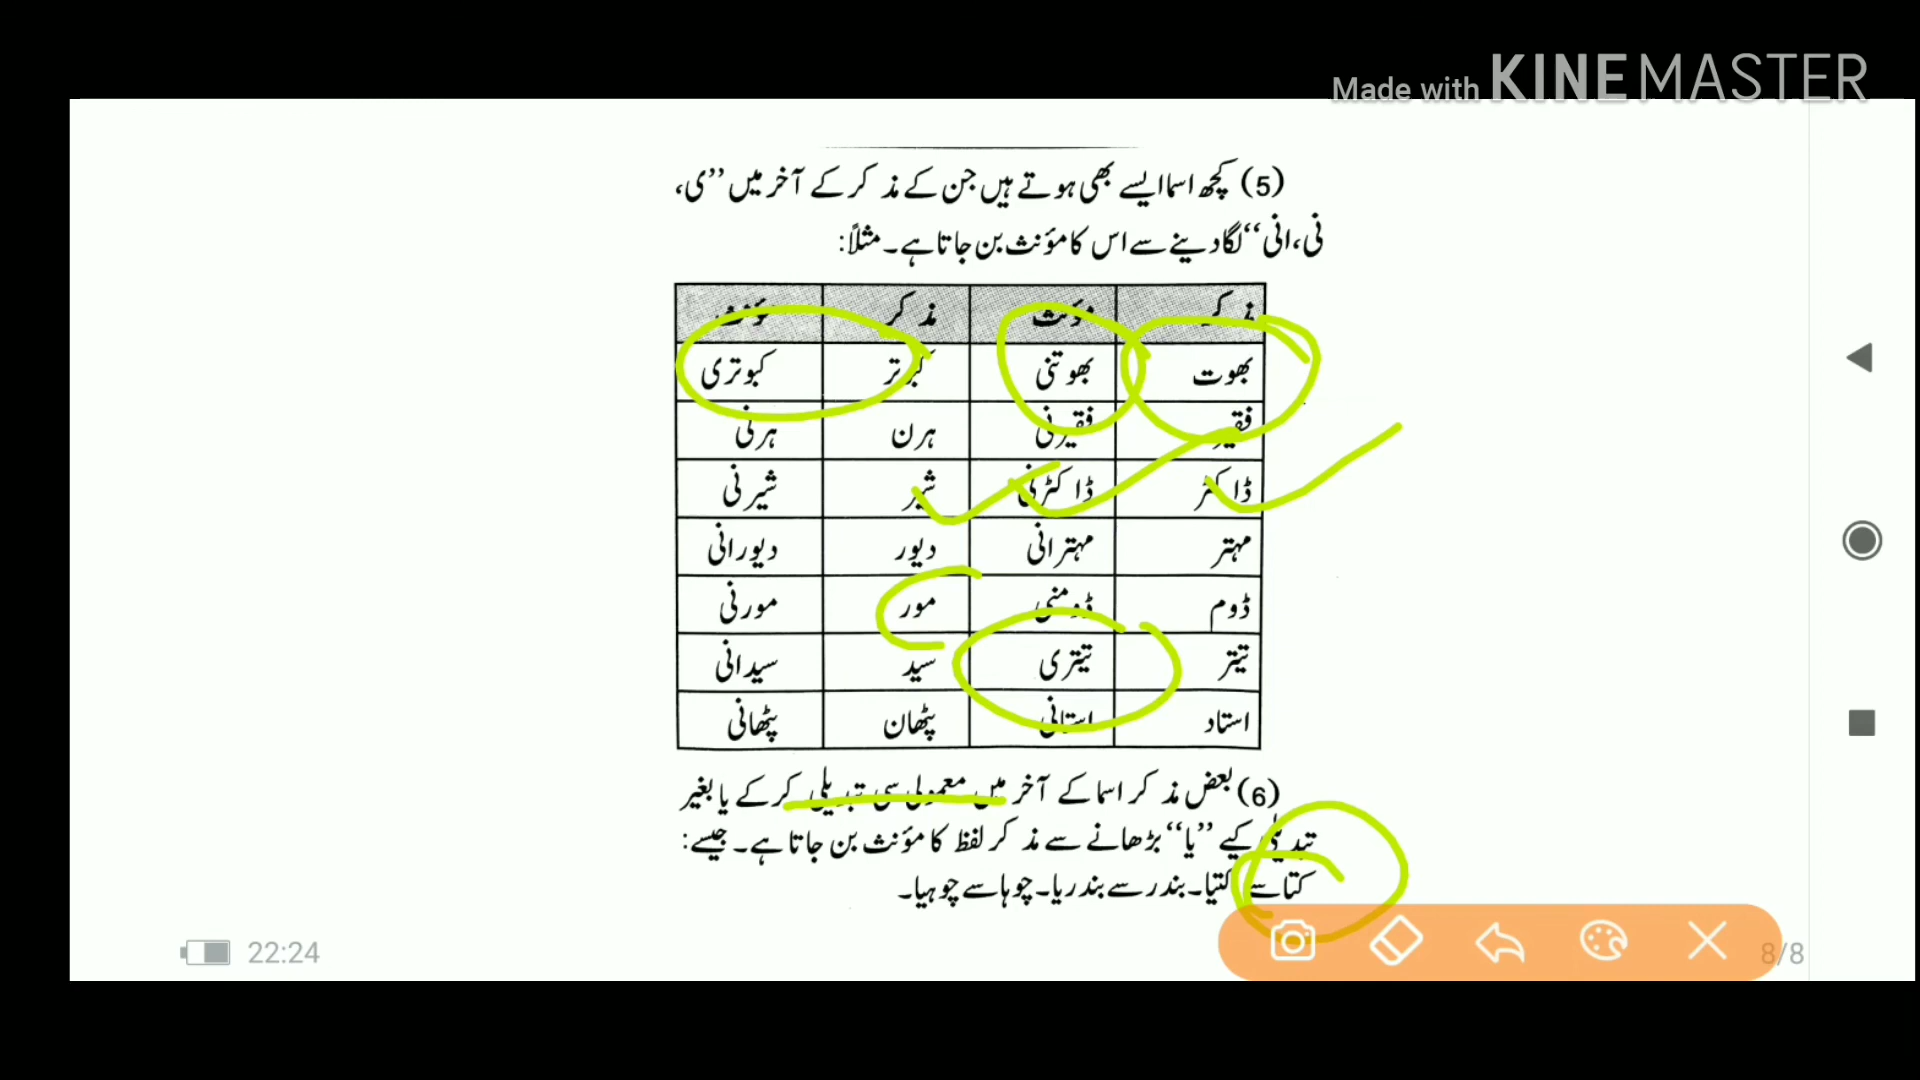 Made with KINEMASTER
(5) کچھ اسما ایسے بھی ہوتے ہیں جن کے مذکر کے آخر میں ’’ی،
نی، انی‘‘ لگا دینے سے اس کا مؤنث بن جاتا ہے۔ مثلاً:
مذکر مؤنث مذکر مؤنث
بھوت بھوتنی کبوتر کبوتری
فقیر فقیرنی ہرن ہرنی
ڈاکٹر ڈاکٹرنی شیر شیرنی
مہتر مہترانی دیور دیورانی
ڈوم ڈومنی مور مورنی
تیتر تیتری سید سیدانی
استاد استانی پٹھان پٹھانی
(6) بعض مذکر اسما کے آخر میں معمولی سی تبدیلی کرکے یا بغیر
تبدیلی کیے ’’یا‘‘ بڑھانے سے مذکر لفظ کا مؤنث بن جاتا ہے۔ جیسے:
کتا سے کتیا۔ بندر سے بندریا۔ چوہا سے چوہیا۔
22:24
8/8